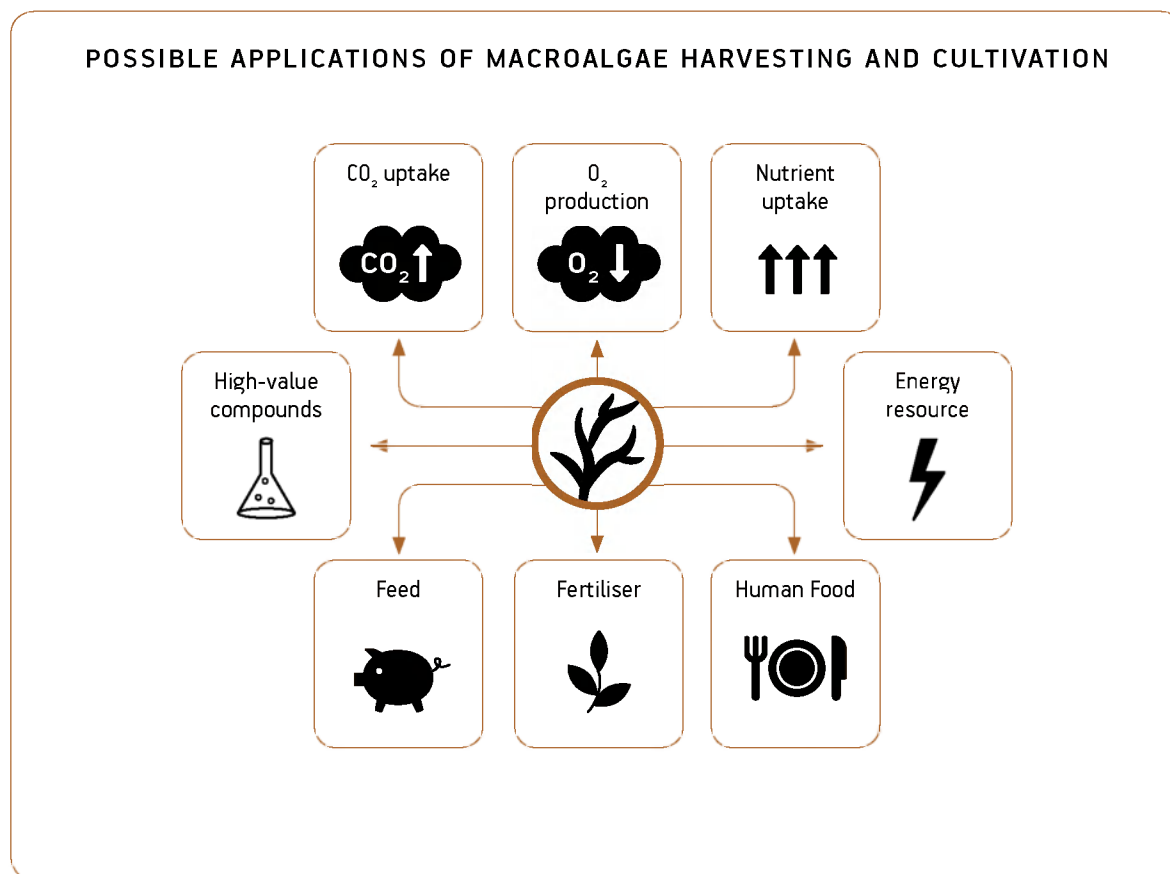 POSSIBLE APPLICATIONS OF MACROALGAE HARVESTING AND CULTIVATION
CO₂ uptake
CO₂
O₂
production
O₂
Nutrient
uptake
High-value
compounds
Energy
resource
Feed
Fertiliser
Human Food